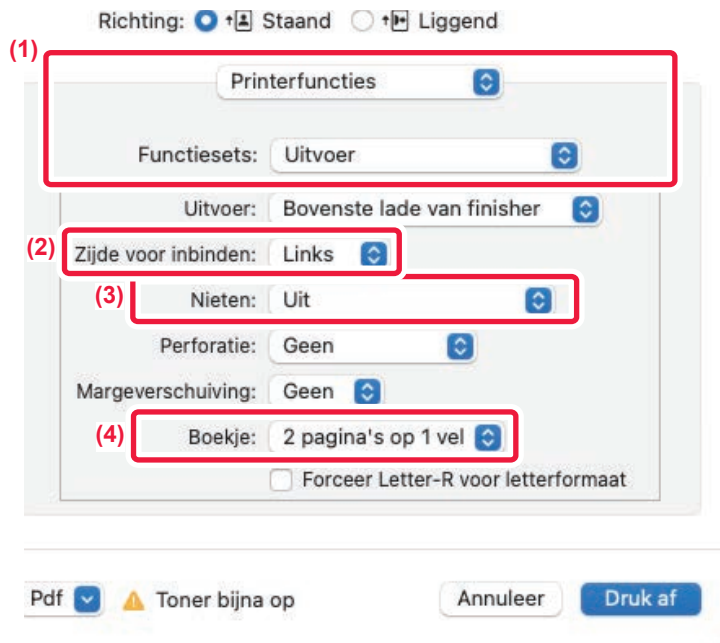 Richting: Staand Liggend
(1)
Printerfuncties
Functiesets: Uitvoer
Uitvoer: Bovenste lade van finisher
(2) Zijde voor inbinden: Links
(3) Nieten: Uit
Perforatie: Geen
Margeverschuiving: Geen
(4) Boekje: 2 pagina's op 1 vel
Forceer Letter-R voor letterformaat
Pdf Toner bijna op Annuleer Druk af